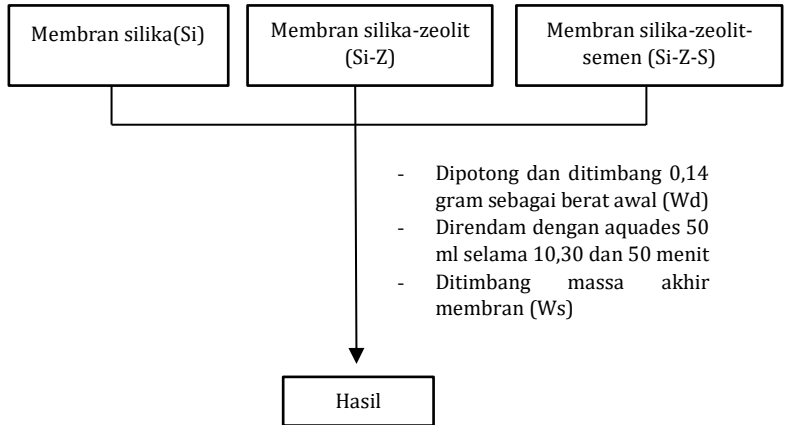 Membran silika(Si)
Membran silika-zeolit
(Si-Z)
Membran silika-zeolit-
semen (Si-Z-S)
- Dipotong dan ditimbang 0,14
gram sebagai berat awal (Wd)
- Direndam dengan aquades 50
ml selama 10,30 dan 50 menit
- Ditimbang massa akhir
membran (Ws)
Hasil